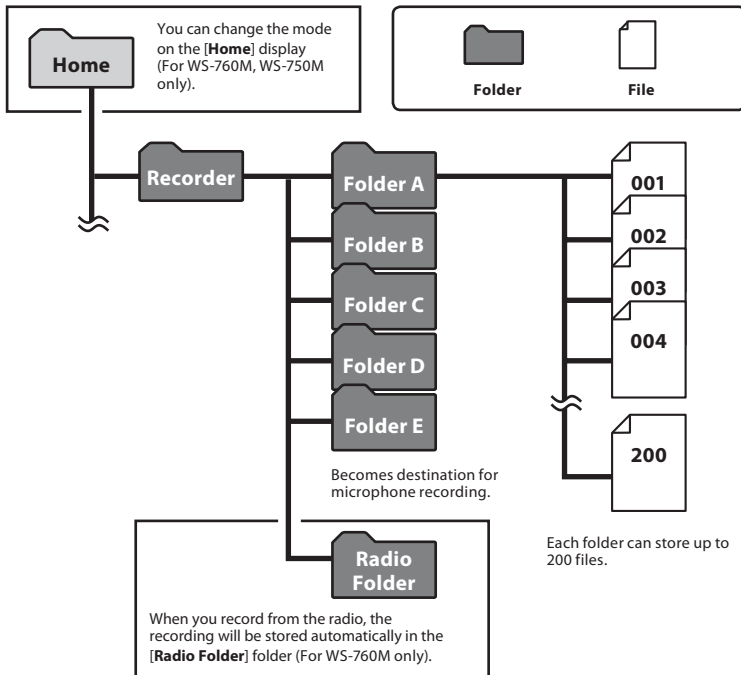 Home
You can change the mode
on the [Home] display
(For WS-760M, WS-750M
only).
Folder
File
Recorder
Folder A
Folder B
Folder C
Folder D
Folder E
Becomes destination for
microphone recording.
001
002
003
004
200
Each folder can store up to
200 files.
Radio
Folder
When you record from the radio, the
recording will be stored automatically in the
[Radio Folder] folder (For WS-760M only).